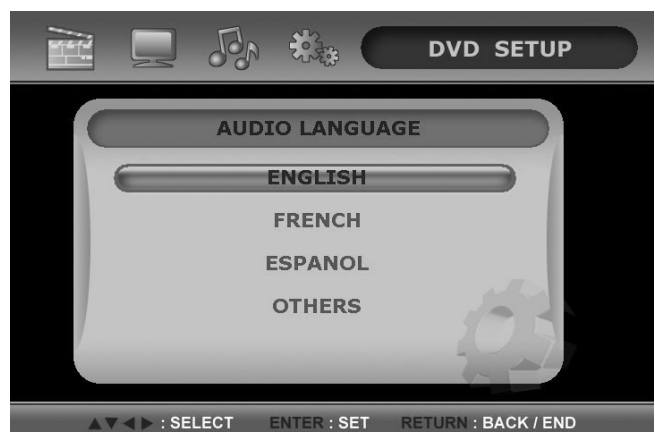 DVD SETUP
AUDIO LANGUAGE
ENGLISH
FRENCH
ESPANOL
OTHERS
▲▼◄► : SELECT ENTER : SET RETURN : BACK / END